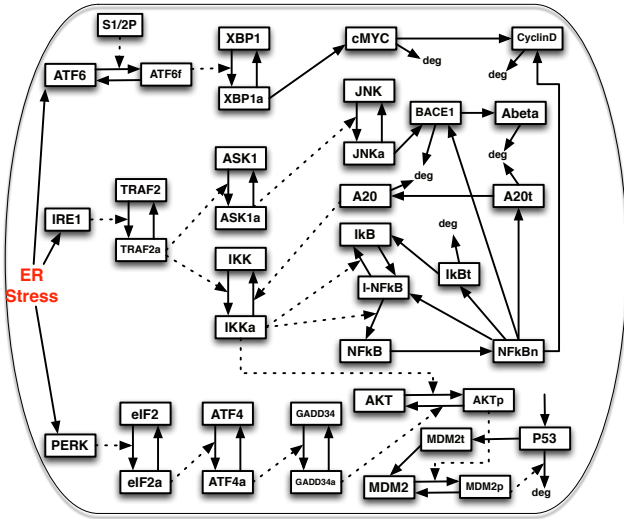 S1/2P
XBP1
cMYC
CyclinD
ATF6
ATF6f
deg
deg
XBP1a
JNK
BACE1
Abeta
ASK1
JNKa
deg
deg
TRAF2
A20
A20t
IRE1
ASK1a
TRAF2a
IKK
IkB
deg
ER
Stress
I-NFkB
IkBt
IKKa
NFkB
NFkBn
eIF2
ATF4
GADD34
AKT
AKTp
PERK
MDM2t
P53
eIF2a
ATF4a
GADD34a
MDM2
MDM2p
deg